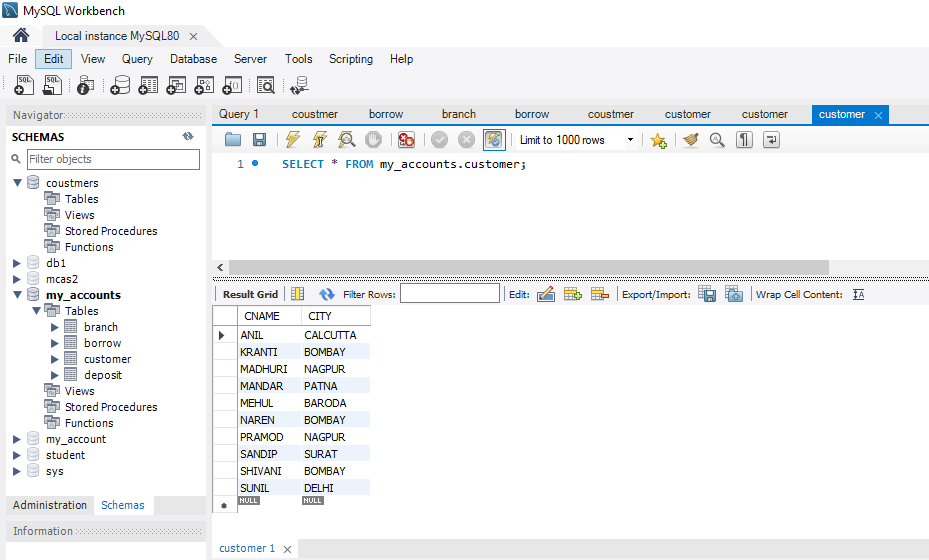 MySQL Workbench
Local instance MySQL80
File Edit View Query Database Server Tools Scripting Help
Navigator
SCHEMAS
Filter objects
coustmers
Tables
Views
Stored Procedures
Functions
db1
mcas2
my_accounts
Tables
branch
borrow
customer
deposit
Views
Stored Procedures
Functions
my_account
student
sys
Administration Schemas
Information
Query 1 coustmer borrow branch borrow coustmer customer customer customer
Limit to 1000 rows
1 SELECT * FROM my_accounts.customer;
Result Grid Filter Rows: Edit: Export/Import: Wrap Cell Content: IA
CNAME CITY
ANIL CALCUTTA
KRANTI BOMBAY
MADHURI NAGPUR
MANDAR PATNA
MEHUL BARODA
NAREN BOMBAY
PRAMOD NAGPUR
SANDIP SURAT
SHIVANI BOMBAY
SUNIL DELHI
NULL NULL
customer 1